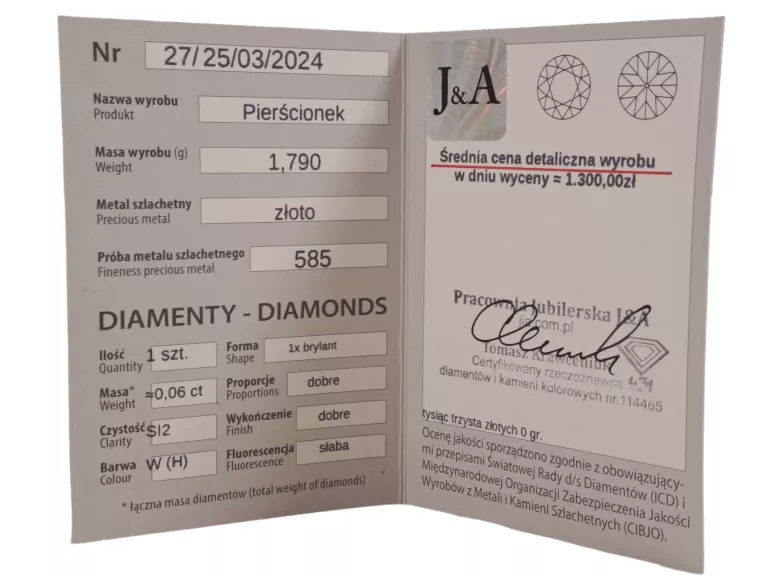 Nr 27/25/03/2024
Nazwa wyrobu
Produkt
Pierścionek
Masa wyrobu (g)
Weight
1,790
Metal szlachetny
Precious metal
złoto
Próba metalu szlachetnego
Fineness precious metal
585
DIAMENTY - DIAMONDS
Ilość
Quantity
1 szt.
Masa*
Weight
≈0,06 ct
Czystość
Clarity
SI2
Barwa
Colour
W (H)
Forma
Shape
1x brylant
Proporcje
Proportions
dobre
Wykończenie
Finish
dobre
Fluorescencja
Fluorescence
słaba
* łączna masa diamentów (total weight of diamonds)
J&A
Średnia cena detaliczna wyrobu
w dniu wyceny = 1.300,00zł
Pracownia Jubilerska J&A
jja.com.pl
Tomasz Krawceniuk
Certyfikowany rzeczoznawca
diamentów i kamieni kolorowych nr.114465
tysiąc trzysta złotych 0 gr.
Ocenę jakości sporządzono zgodnie z obowiązujący-
mi przepisami Światowej Rady d/s Diamentów (ICD) i
Międzynarodowej Organizacji Zabezpieczenia Jakości
Wyrobów z Metali i Kamieni Szlachetnych (CIBJO).